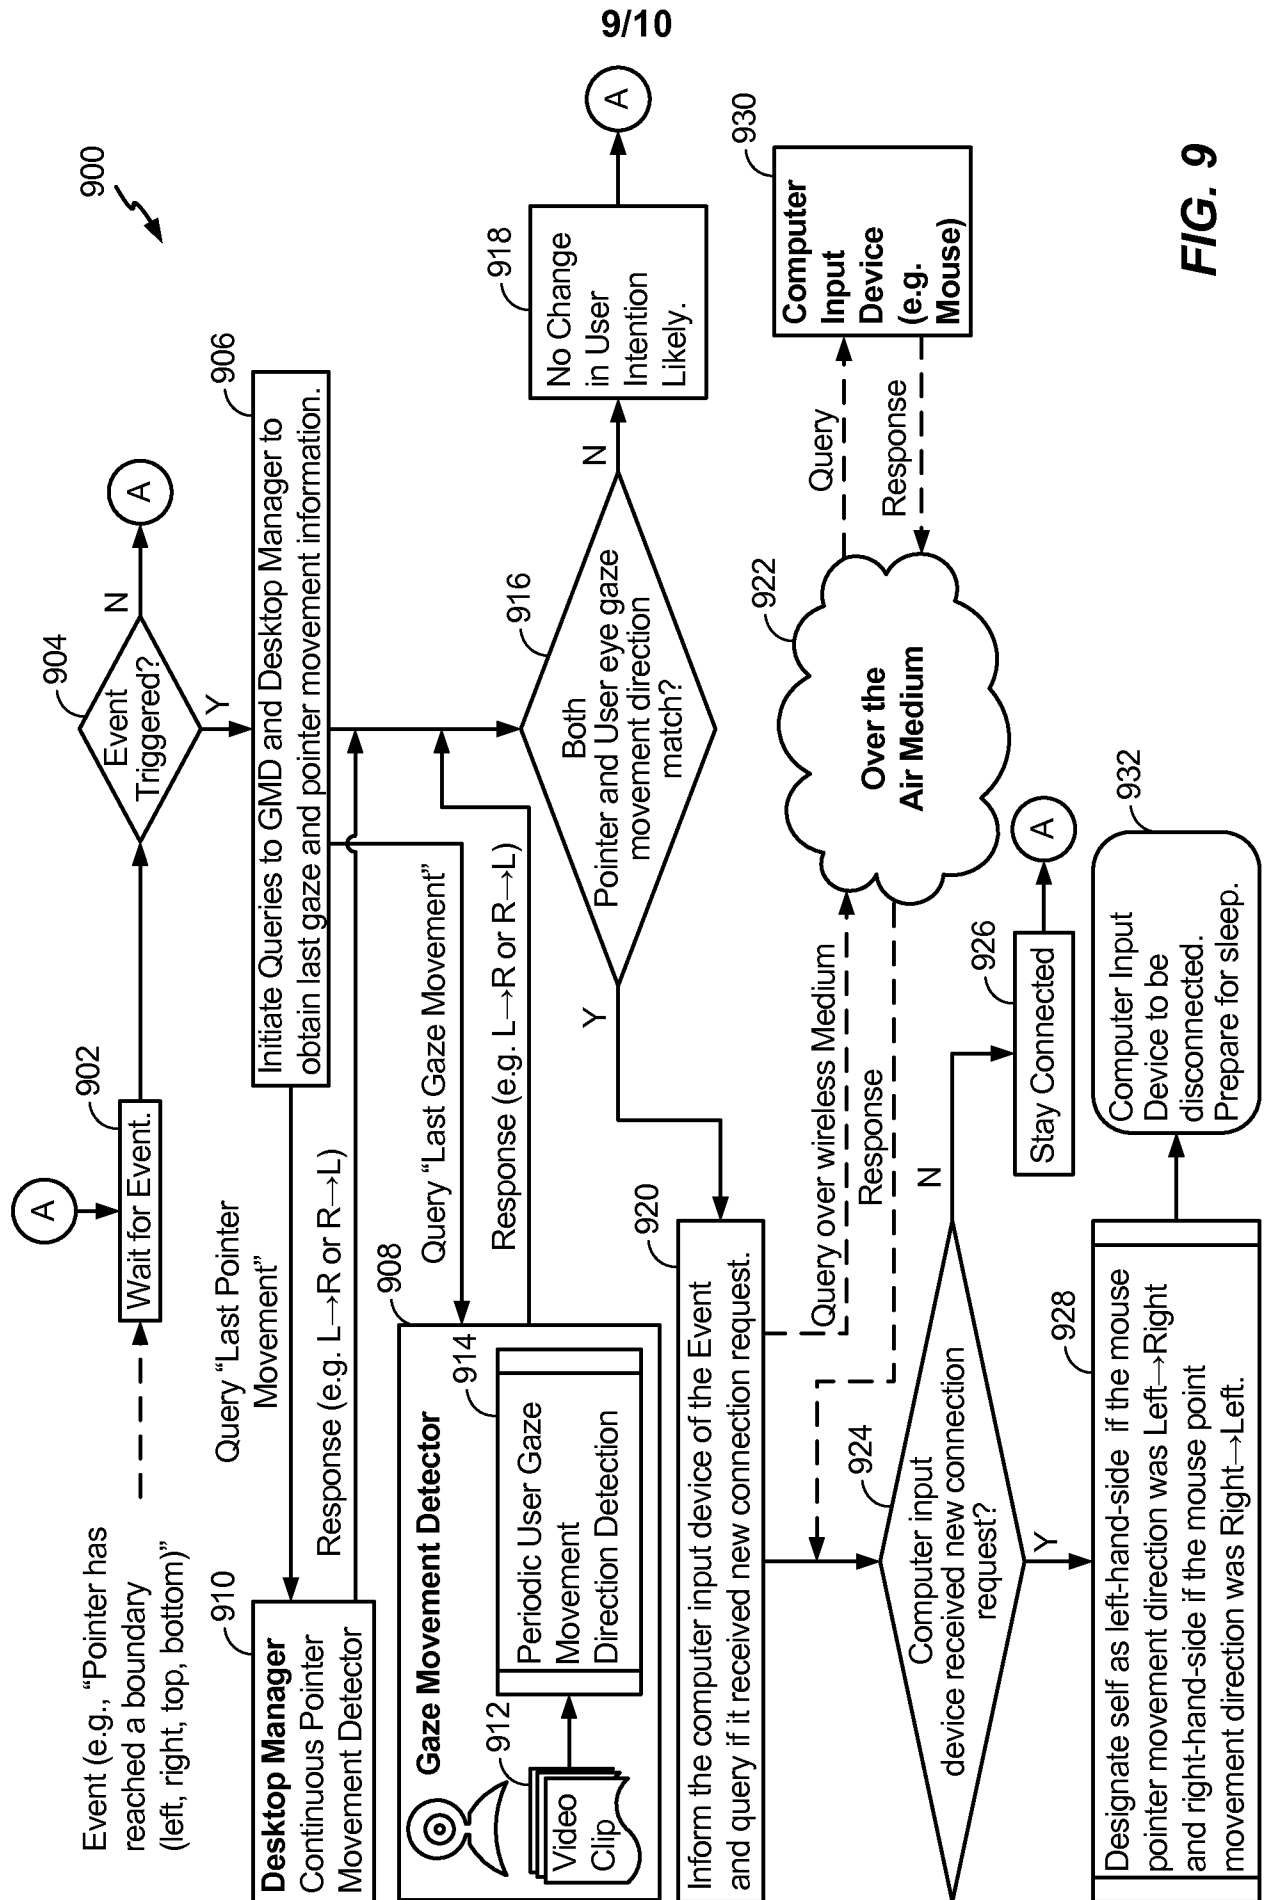 9/10
900
A
Event (e.g., “Pointer has
reached a boundary
(left, right, top, bottom)”
902
Wait for Event.
904
Event
Triggered?
N
A
Y
906
Initiate Queries to GMD and Desktop Manager to
obtain last gaze and pointer movement information.
Query “Last Pointer
Movement”
Response (e.g. L→R or R→L)
910
Desktop Manager
Continuous Pointer
Movement Detector
Query “Last Gaze Movement”
Response (e.g. L→R or R→L)
908
Gaze Movement Detector
912
Video
Clip
914
Periodic User Gaze
Movement
Direction Detection
916
Both
Pointer and User eye gaze
movement direction
match?
N
918
No Change
in User
Intention
Likely.
A
Y
920
Inform the computer input device of the Event
and query if it received new connection request.
Query over wireless Medium
Response
922
Over the
Air Medium
Query
Response
930
Computer
Input
Device
(e.g.
Mouse)
924
Computer input
device received new connection
request?
N
926
Stay Connected
A
Y
928
Designate self as left-hand-side if the mouse
pointer movement direction was Left→Right
and right-hand-side if the mouse point
movement direction was Right→Left.
932
Computer Input
Device to be
disconnected.
Prepare for sleep.
FIG. 9